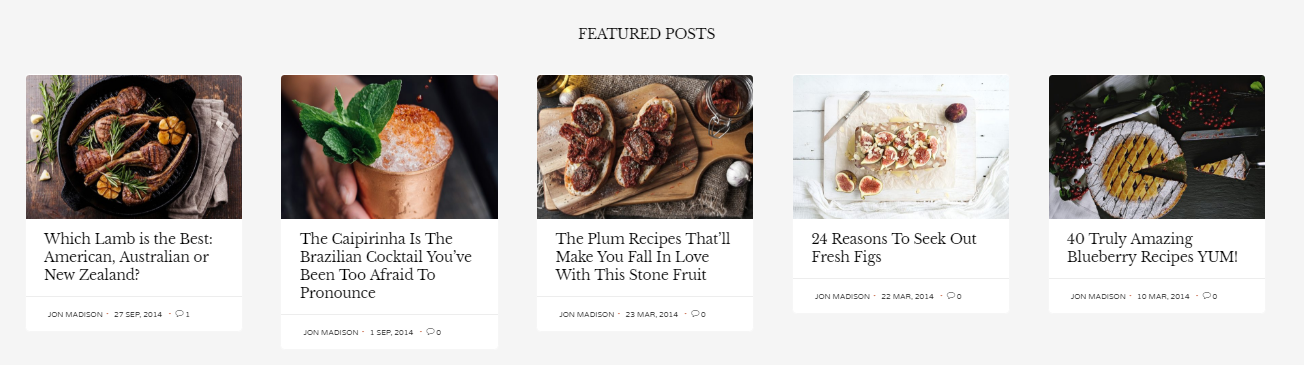 FEATURED POSTS
Which Lamb is the Best:
American, Australian or
New Zealand?
JON MADISON · 27 SEP, 2014 · 1
The Caipirinha Is The
Brazilian Cocktail You’ve
Been Too Afraid To
Pronounce
JON MADISON · 1 SEP, 2014 · 0
The Plum Recipes That’ll
Make You Fall In Love
With This Stone Fruit
JON MADISON · 23 MAR, 2014 · 0
24 Reasons To Seek Out
Fresh Figs
JON MADISON · 22 MAR, 2014 · 0
40 Truly Amazing
Blueberry Recipes YUM!
JON MADISON · 10 MAR, 2014 · 0